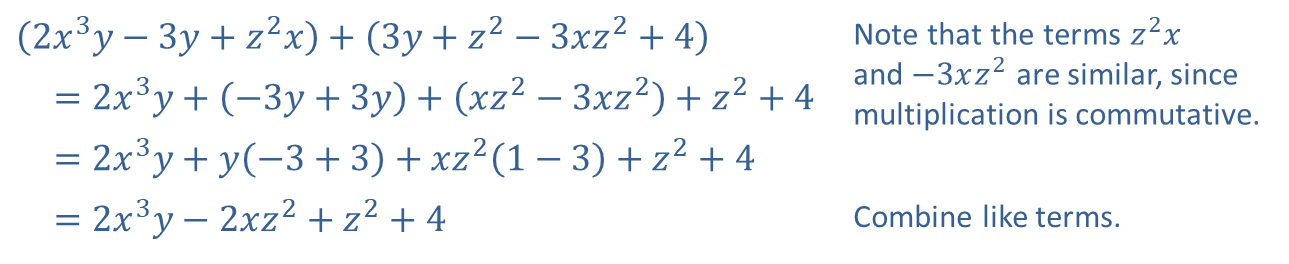 (2x³y − 3y + z²x) + (3y + z² − 3xz² + 4)
Note that the terms z²x
and −3xz² are similar, since
multiplication is commutative.
= 2x³y + (−3y + 3y) + (xz² − 3xz²) + z² + 4
= 2x³y + y(−3 + 3) + xz²(1 − 3) + z² + 4
= 2x³y − 2xz² + z² + 4
Combine like terms.